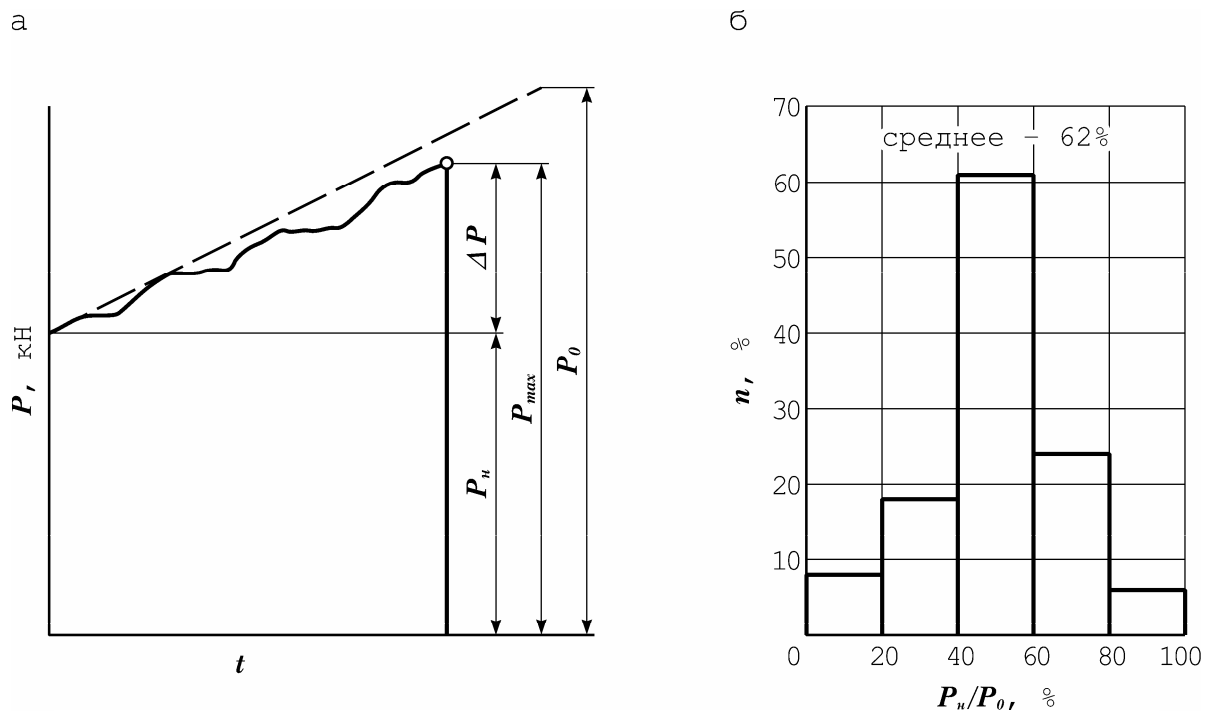 а
P, кН
ΔP
Pн
Pmax
P0
t
б
среднее – 62%
n, %
70
60
50
40
30
20
10
0 20 40 60 80 100
Pн/P0, %